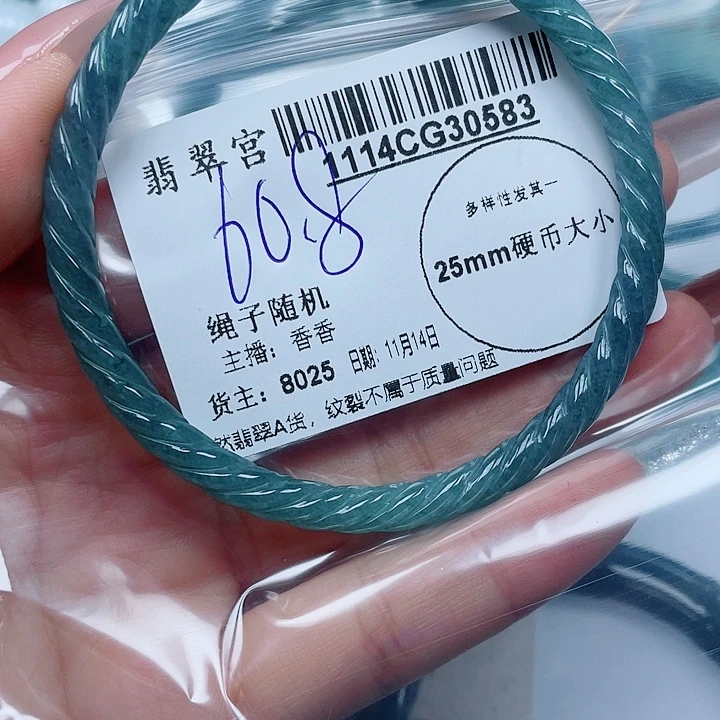 翡翠宫
1114CG30583
60.8
多样性发其一
25mm硬币大小
绳子随机
主播：香香
货主：8025 日期：11月14日
然翡翠A货，纹裂不属于质量问题